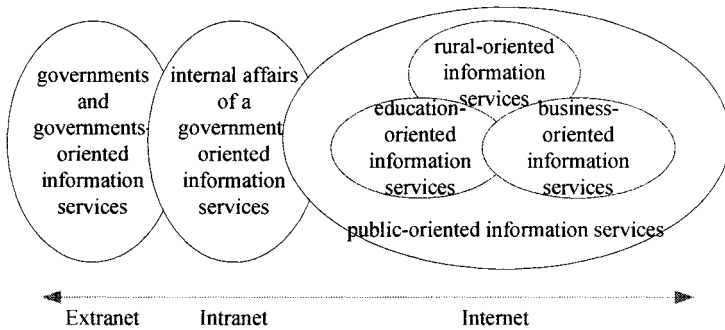 governments
and
governments-
oriented
information
services
internal affairs
of a
government
oriented
information
services
rural-oriented
information
services
education-
oriented
information
services
business-
oriented
information
services
public-oriented information services
Extranet
Intranet
Internet